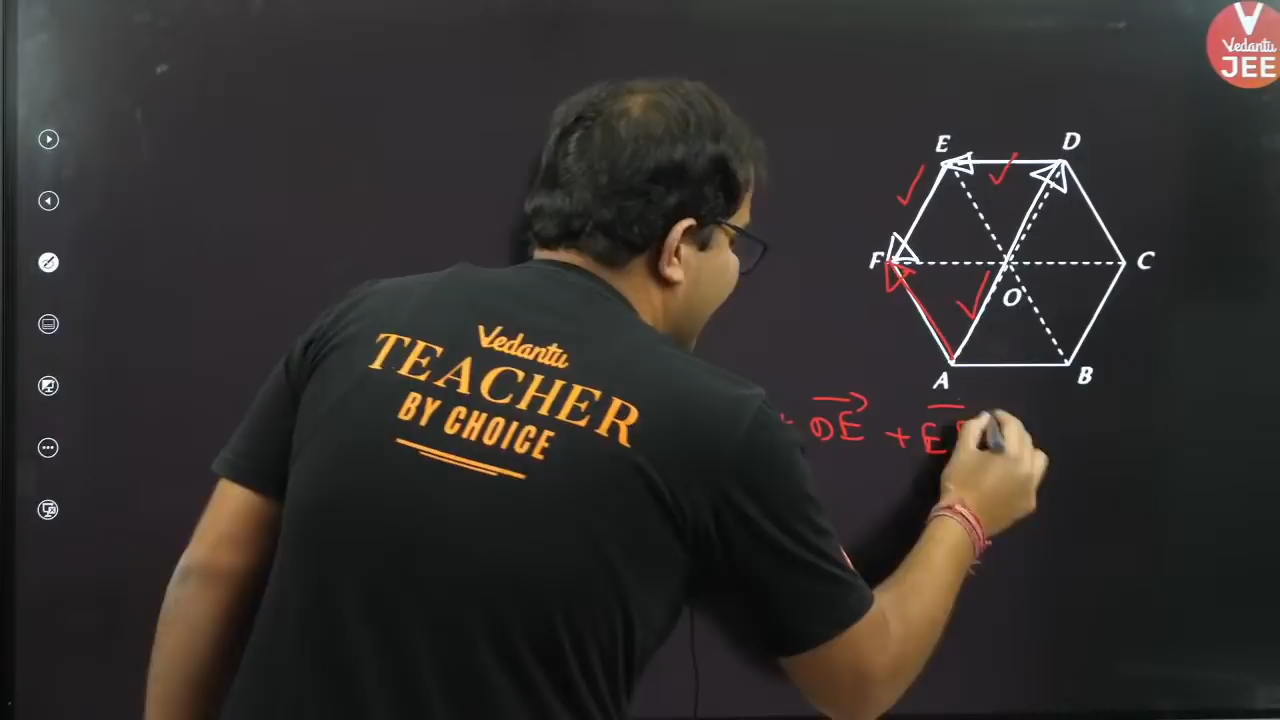 Vedantu
JEE
E D
F C
O
A B
Vedantu
TEACHER
BY CHOICE
+ DE + E